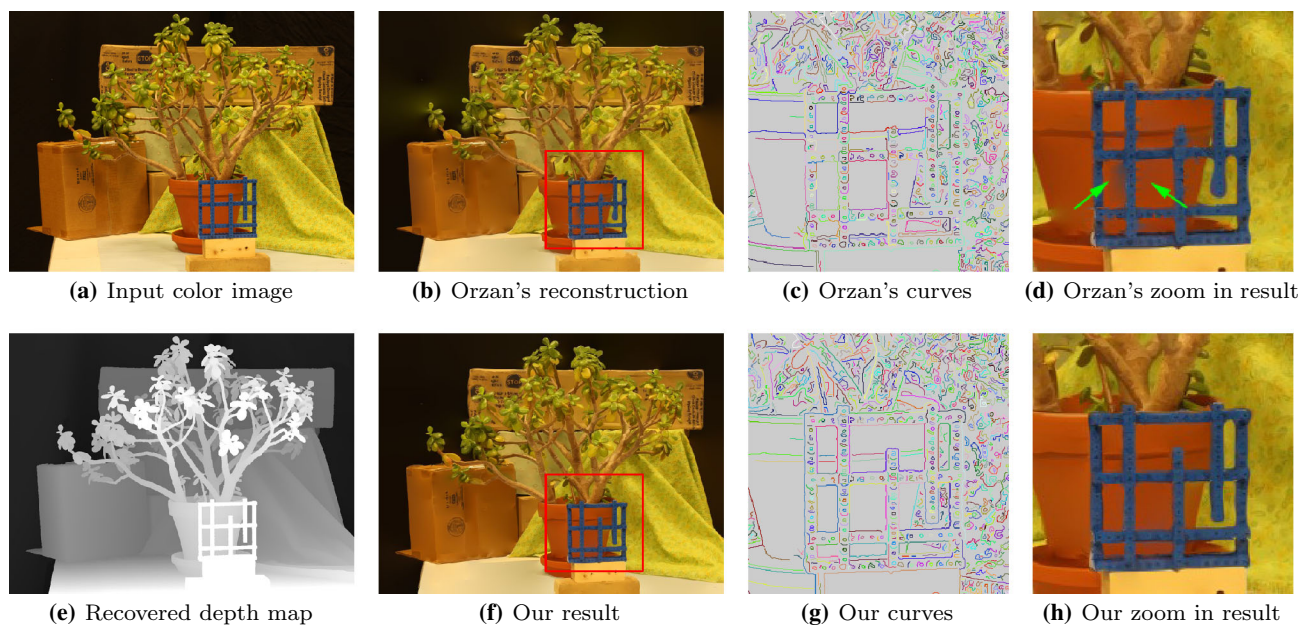 (a) Input color image
(b) Orzan's reconstruction
(c) Orzan's curves
(d) Orzan's zoom in result
(e) Recovered depth map
(f) Our result
(g) Our curves
(h) Our zoom in result